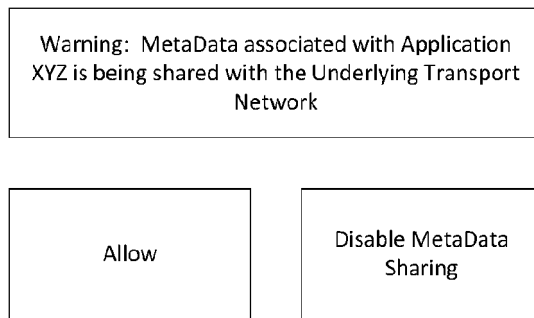 Warning:  MetaData associated with Application
XYZ is being shared with the Underlying Transport
Network
Allow
Disable MetaData
Sharing